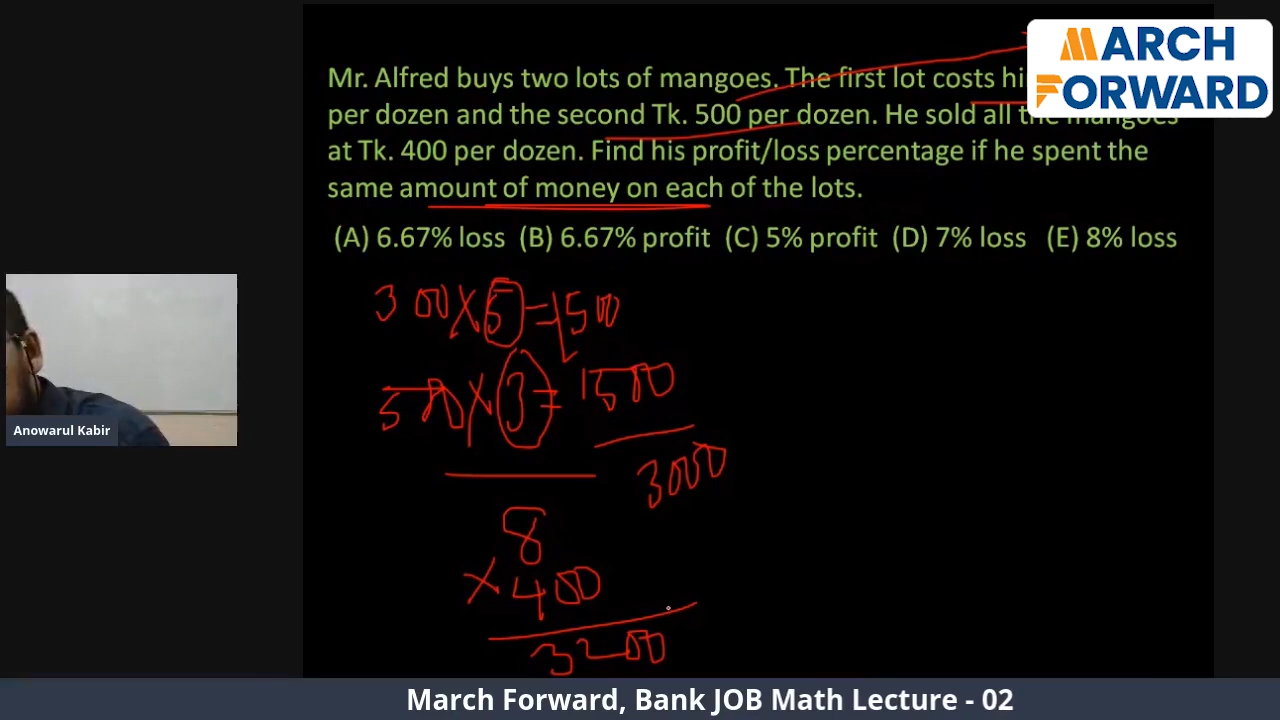 MARCH
FORWARD
Mr. Alfred buys two lots of mangoes. The first lot costs hi
per dozen and the second Tk. 500 per dozen. He sold all the mangoes
at Tk. 400 per dozen. Find his profit/loss percentage if he spent the
same amount of money on each of the lots.
(A) 6.67% loss (B) 6.67% profit (C) 5% profit (D) 7% loss (E) 8% loss
300×5=1500
500×3=1500
3000
8
×400
3200
Anowarul Kabir
March Forward, Bank JOB Math Lecture - 02